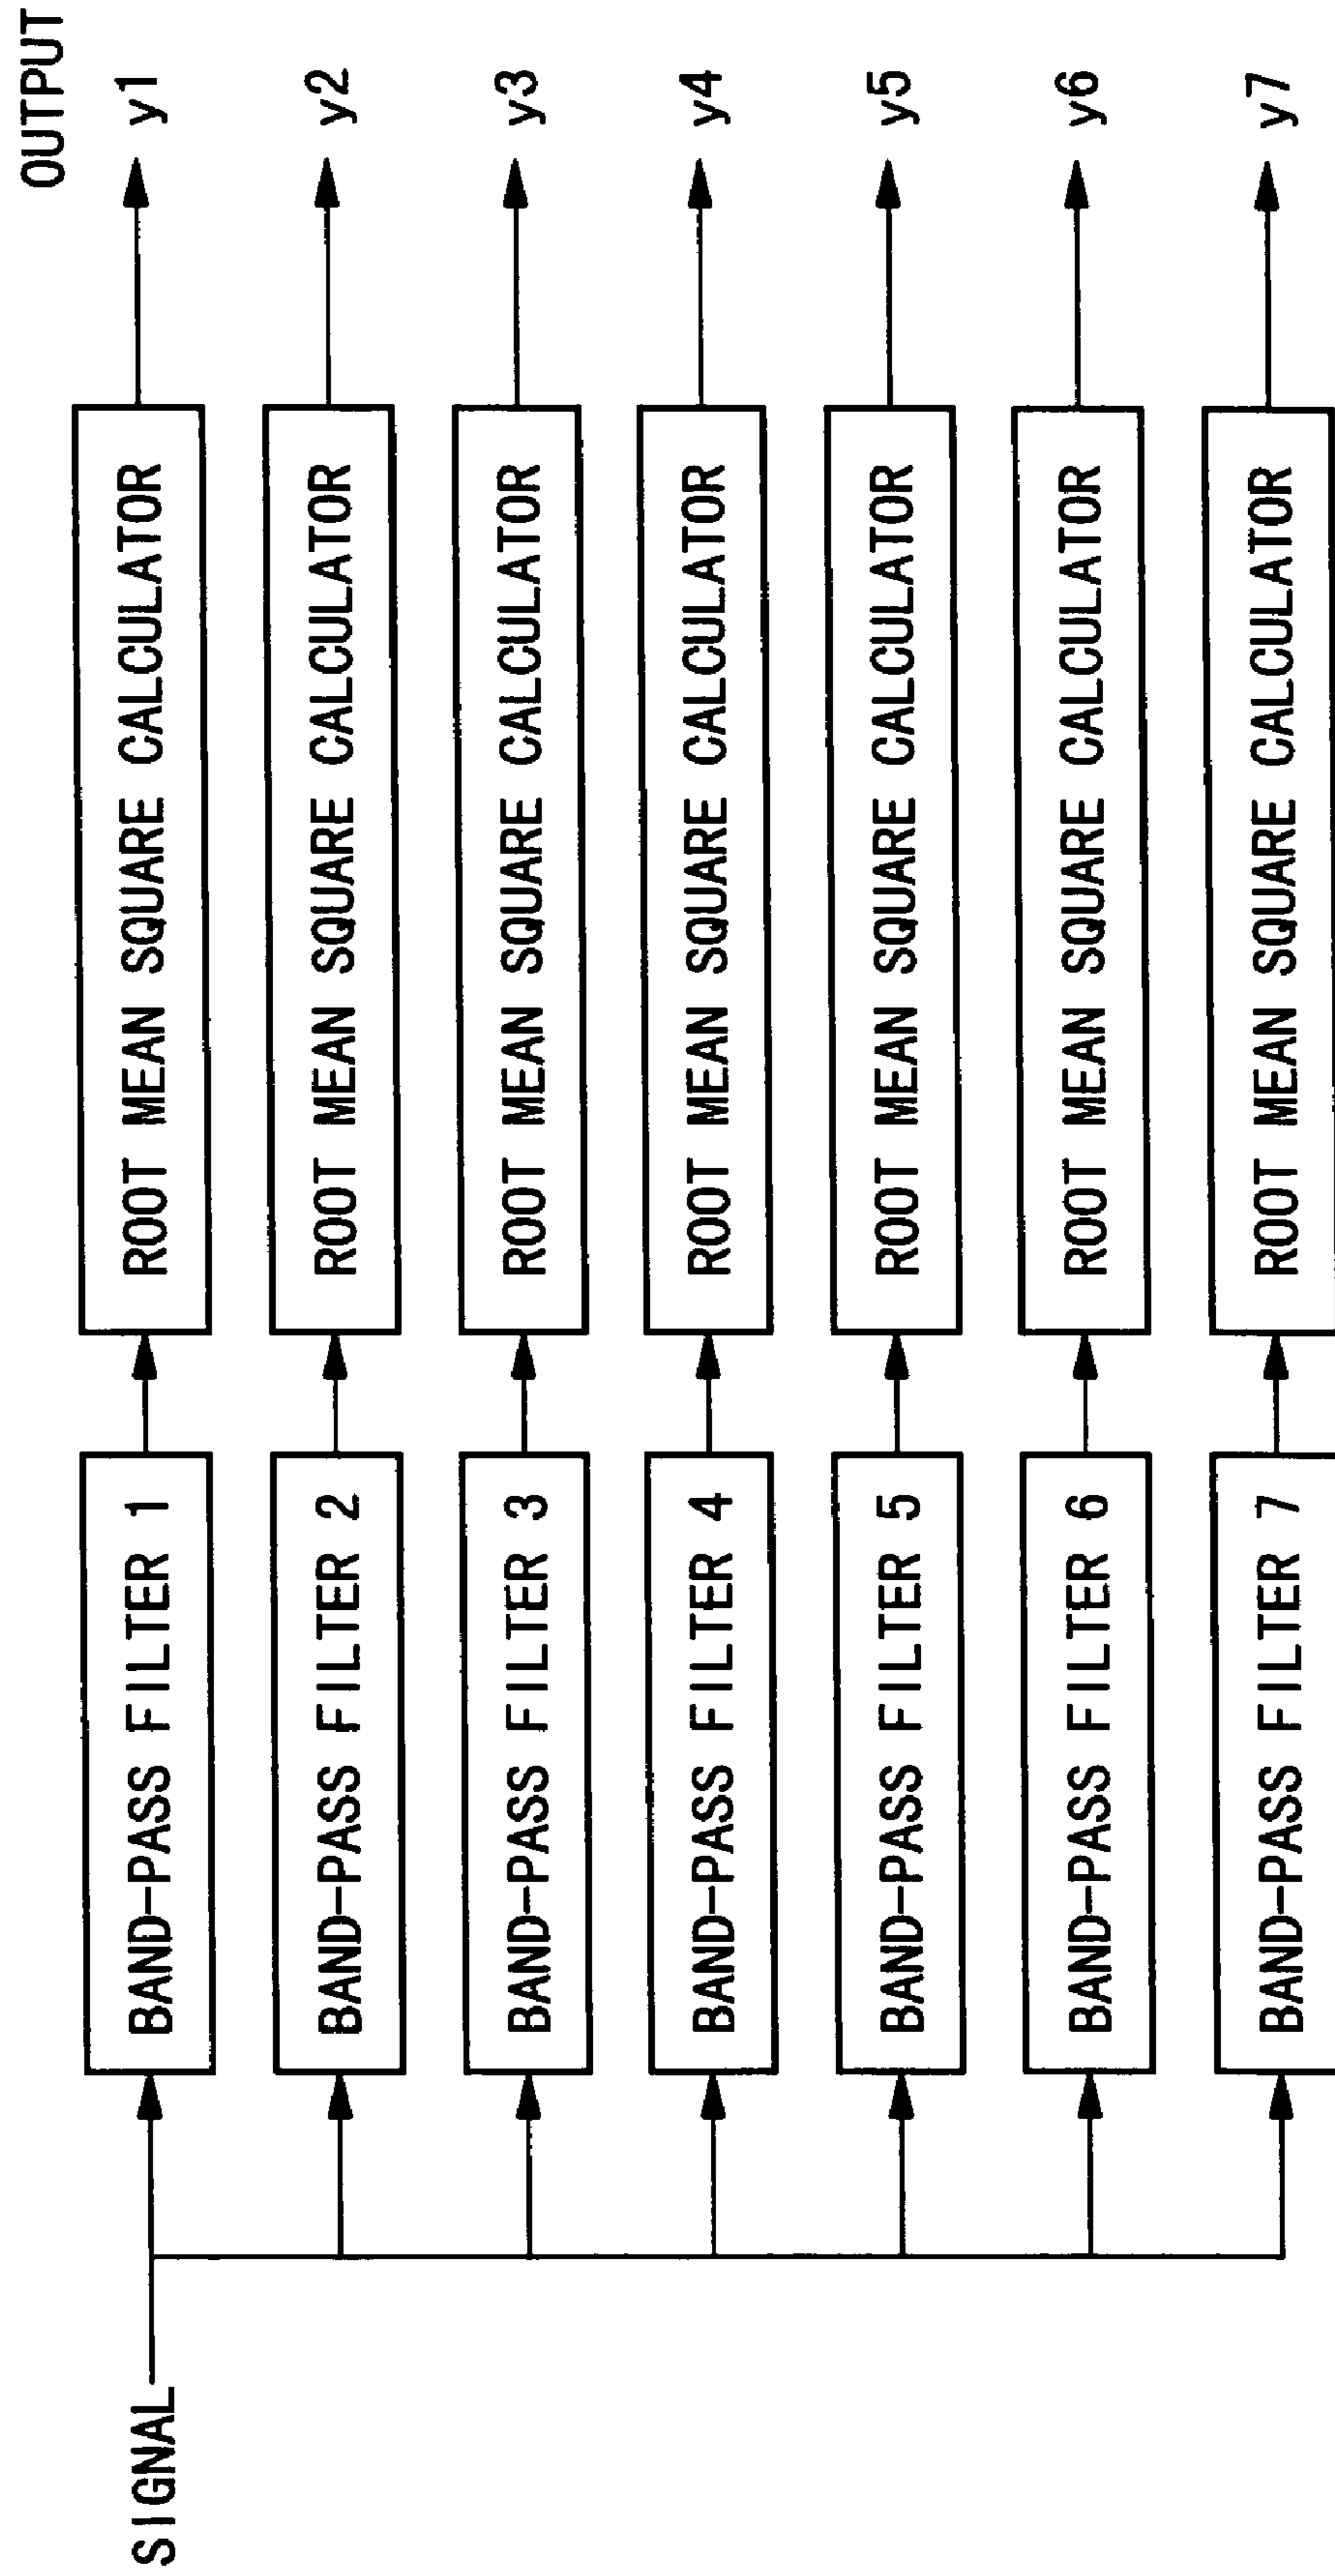 OUTPUT
SIGNAL
BAND-PASS FILTER 1
ROOT MEAN SQUARE CALCULATOR
y1
BAND-PASS FILTER 2
ROOT MEAN SQUARE CALCULATOR
y2
BAND-PASS FILTER 3
ROOT MEAN SQUARE CALCULATOR
y3
BAND-PASS FILTER 4
ROOT MEAN SQUARE CALCULATOR
y4
BAND-PASS FILTER 5
ROOT MEAN SQUARE CALCULATOR
y5
BAND-PASS FILTER 6
ROOT MEAN SQUARE CALCULATOR
y6
BAND-PASS FILTER 7
ROOT MEAN SQUARE CALCULATOR
y7